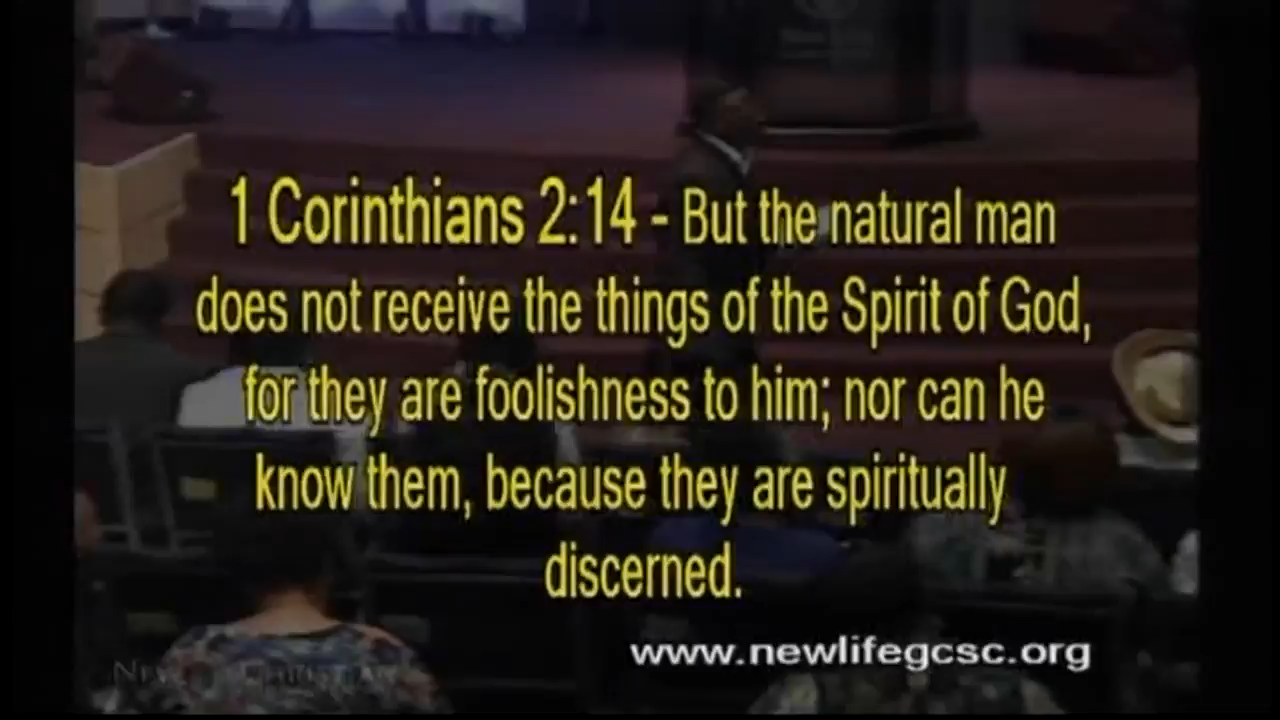 1 Corinthians 2:14 - But the natural man
does not receive the things of the Spirit of God,
for they are foolishness to him; nor can he
know them, because they are spiritually
discerned.
www.newlifegcsc.org